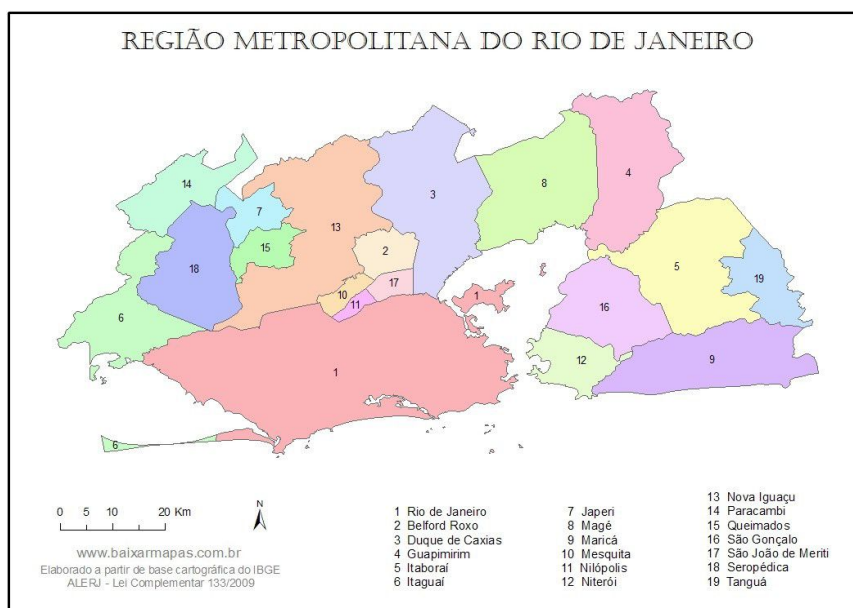 REGIÃO METROPOLITANA DO RIO DE JANEIRO
14
7
13
3
8
4
15
2
18
10
17
11
1
5
19
6
16
1
12
9
6
0 5 10 20 Km
N
www.baixarmapas.com.br
Elaborado a partir de base cartográfica do IBGE
ALERJ - Lei Complementar 133/2009
1 Rio de Janeiro
2 Belford Roxo
3 Duque de Caxias
4 Guapimirim
5 Itaboraí
6 Itaguaí
7 Japeri
8 Magé
9 Maricá
10 Mesquita
11 Nilópolis
12 Niterói
13 Nova Iguaçu
14 Paracambi
15 Queimados
16 São Gonçalo
17 São João de Meriti
18 Seropédica
19 Tanguá